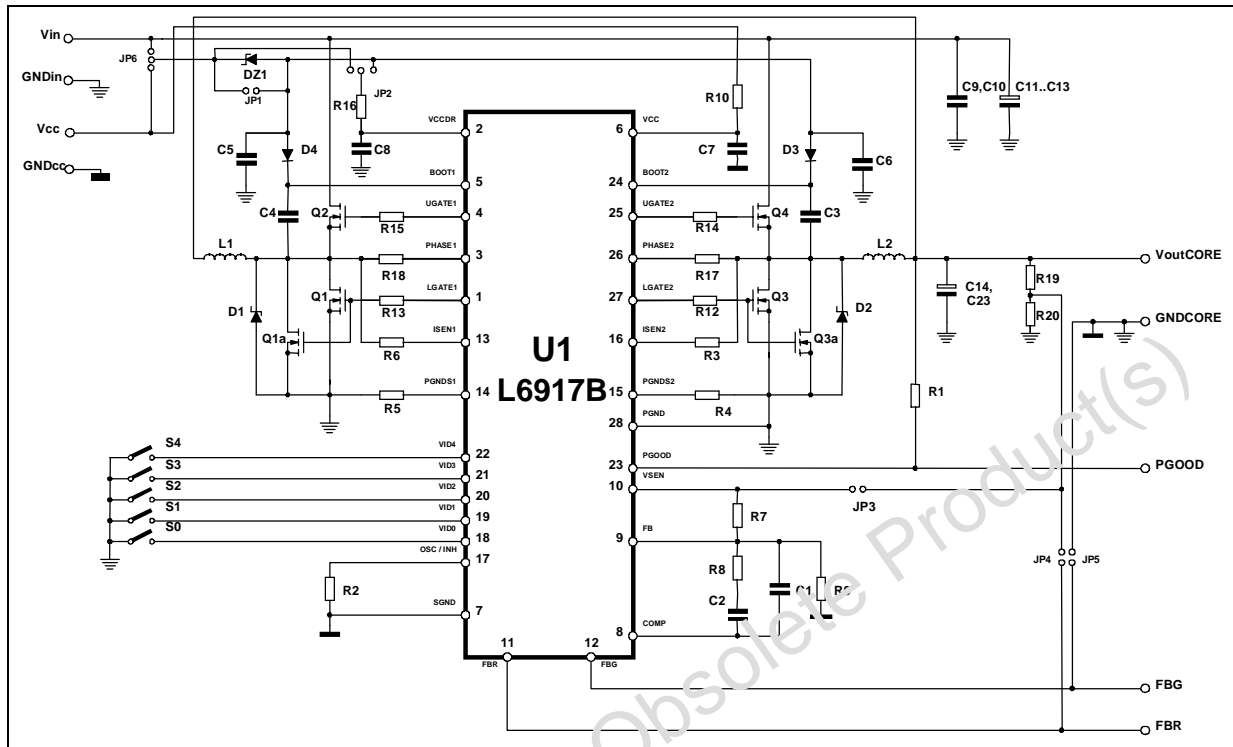 Vin
JP6
GNDin
DZ1
JP1
JP2
R16
R10
C9,C10
C11..C13
Vcc
GNDcc
VCCDR
2
VCC
6
C5
D4
C8
C7
D3
C6
BOOT1
5
BOOT2
24
C4
Q2
UGATE1
4
R15
UGATE2
25
R14
Q4
C3
L1
PHASE1
3
R18
PHASE2
26
R17
L2
VoutCORE
R19
C14,
C23
R20
GNDCORE
D1
Q1
LGATE1
1
R13
LGATE2
27
R12
Q3
D2
Q1a
ISEN1
13
R6
ISEN2
16
R3
Q3a
U1
L6917B
R5
14
PGNDS1
PGNDS2
15
R4
R1
PGND
28
S4
VID4
22
PGOOD
23
PGOOD
S3
VID3
21
VSEN
10
JP3
S2
VID2
20
S1
VID1
19
R7
S0
VID0
18
FB
9
OSC / INH
17
R8
C1
JP4
JP5
R2
C2
SGND
7
COMP
8
11
FBR
12
FBG
FBG
FBR
Obsolete Product(s)